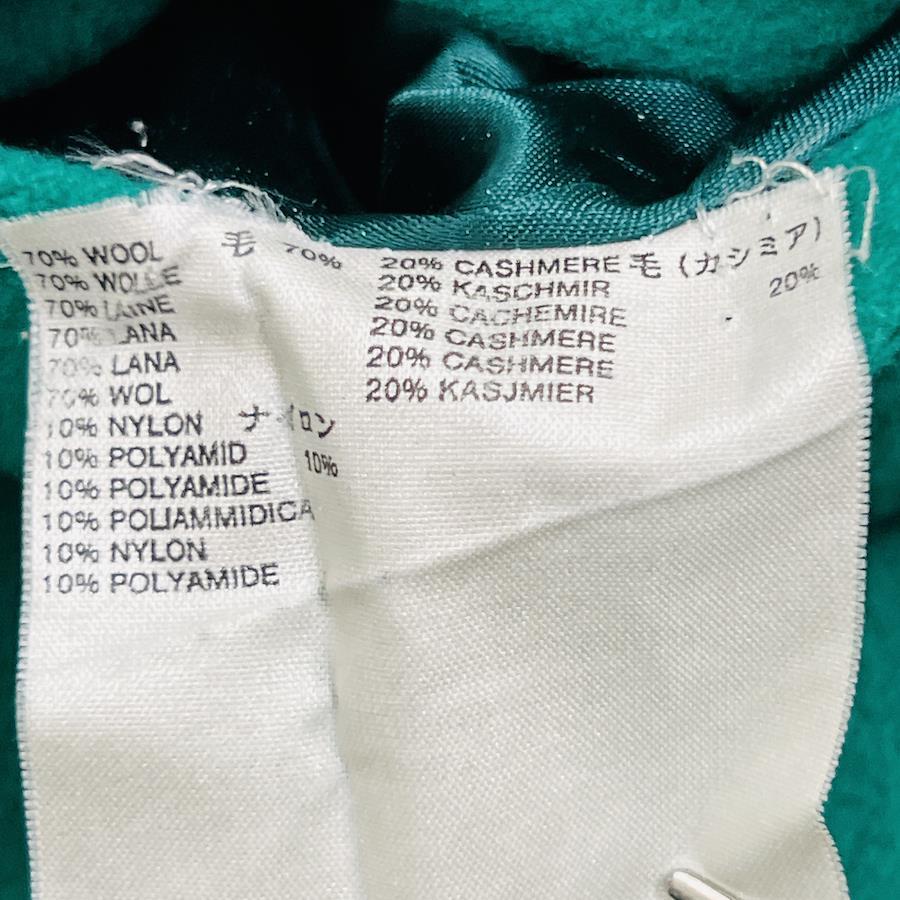 70% WOOL 毛 70%
70% WOLLE
70% LAINE
70% LANA
70% LANA
70% WOL
10% NYLON ナイロン
10% POLYAMID 10%
10% POLYAMIDE
10% POLIAMMIDICA
10% NYLON
10% POLYAMIDE
20% CASHMERE 毛(カシミア)
20% KASCHMIR 20%
20% CACHEMIRE
20% CASHMERE
20% CASHMERE
20% KASJMIER